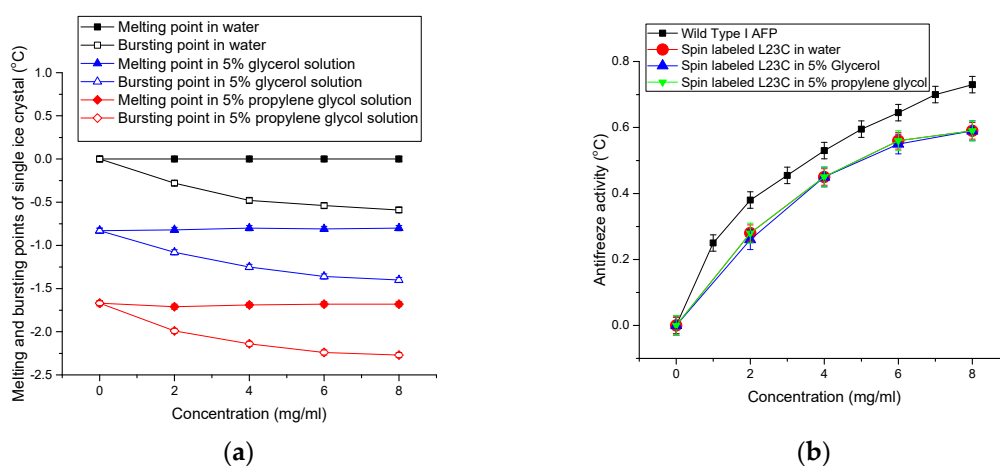 Melting point in water
Bursting point in water
Melting point in 5% glycerol solution
Bursting point in 5% glycerol solution
Melting point in 5% propylene glycol solution
Bursting point in 5% propylene glycol solution
Melting and bursting points of single ice crystal (°C)
1.0
0.5
0.0
-0.5
-1.0
-1.5
-2.0
-2.5
0 2 4 6 8
Concentration (mg/ml)
(a)
Wild Type I AFP
Spin labeled L23C in water
Spin labeled L23C in 5% Glycerol
Spin labeled L23C in 5% propylene glycol
Antifreeze activity (°C)
0.8
0.6
0.4
0.2
0.0
0 2 4 6 8
Concentration (mg/ml)
(b)